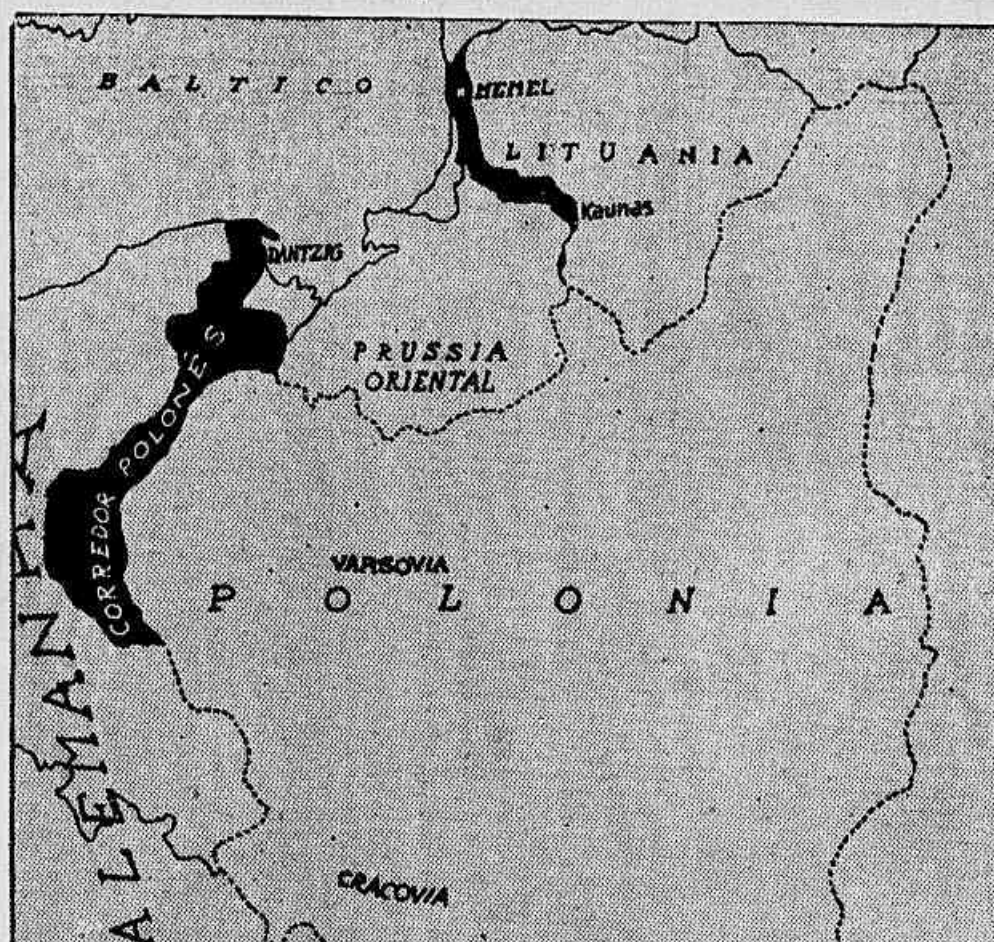 BALTICO
MEMEL
LITUANIA
Kaunas
DANTZIG
PRUSSIA
ORIENTAL
CORREDOR POLONÉS
VARSOVIA
POLONIA
ALEMANHA
CRACOVIA